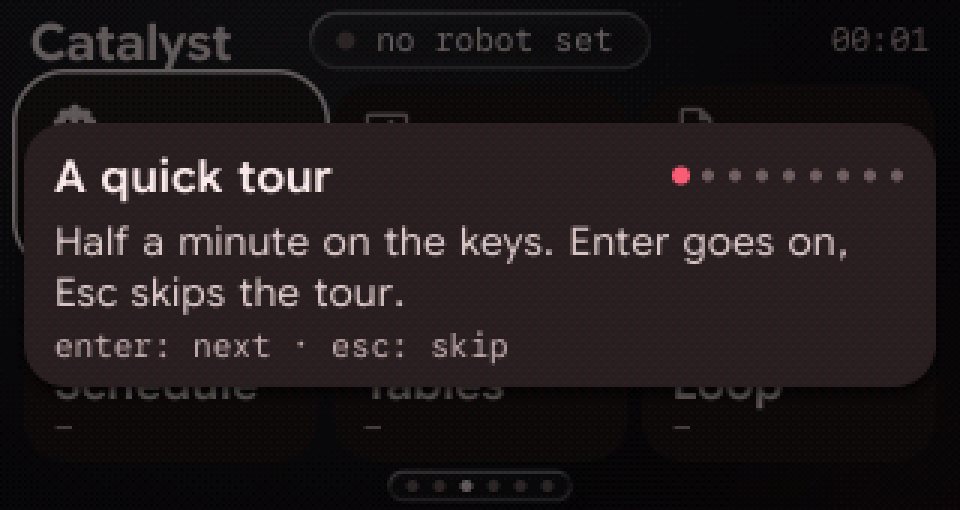 Catalyst
no robot set
00:01
A quick tour
Half a minute on the keys. Enter goes on,
Esc skips the tour.
enter: next · esc: skip
Schedule
Tables
Loop
–
–
–